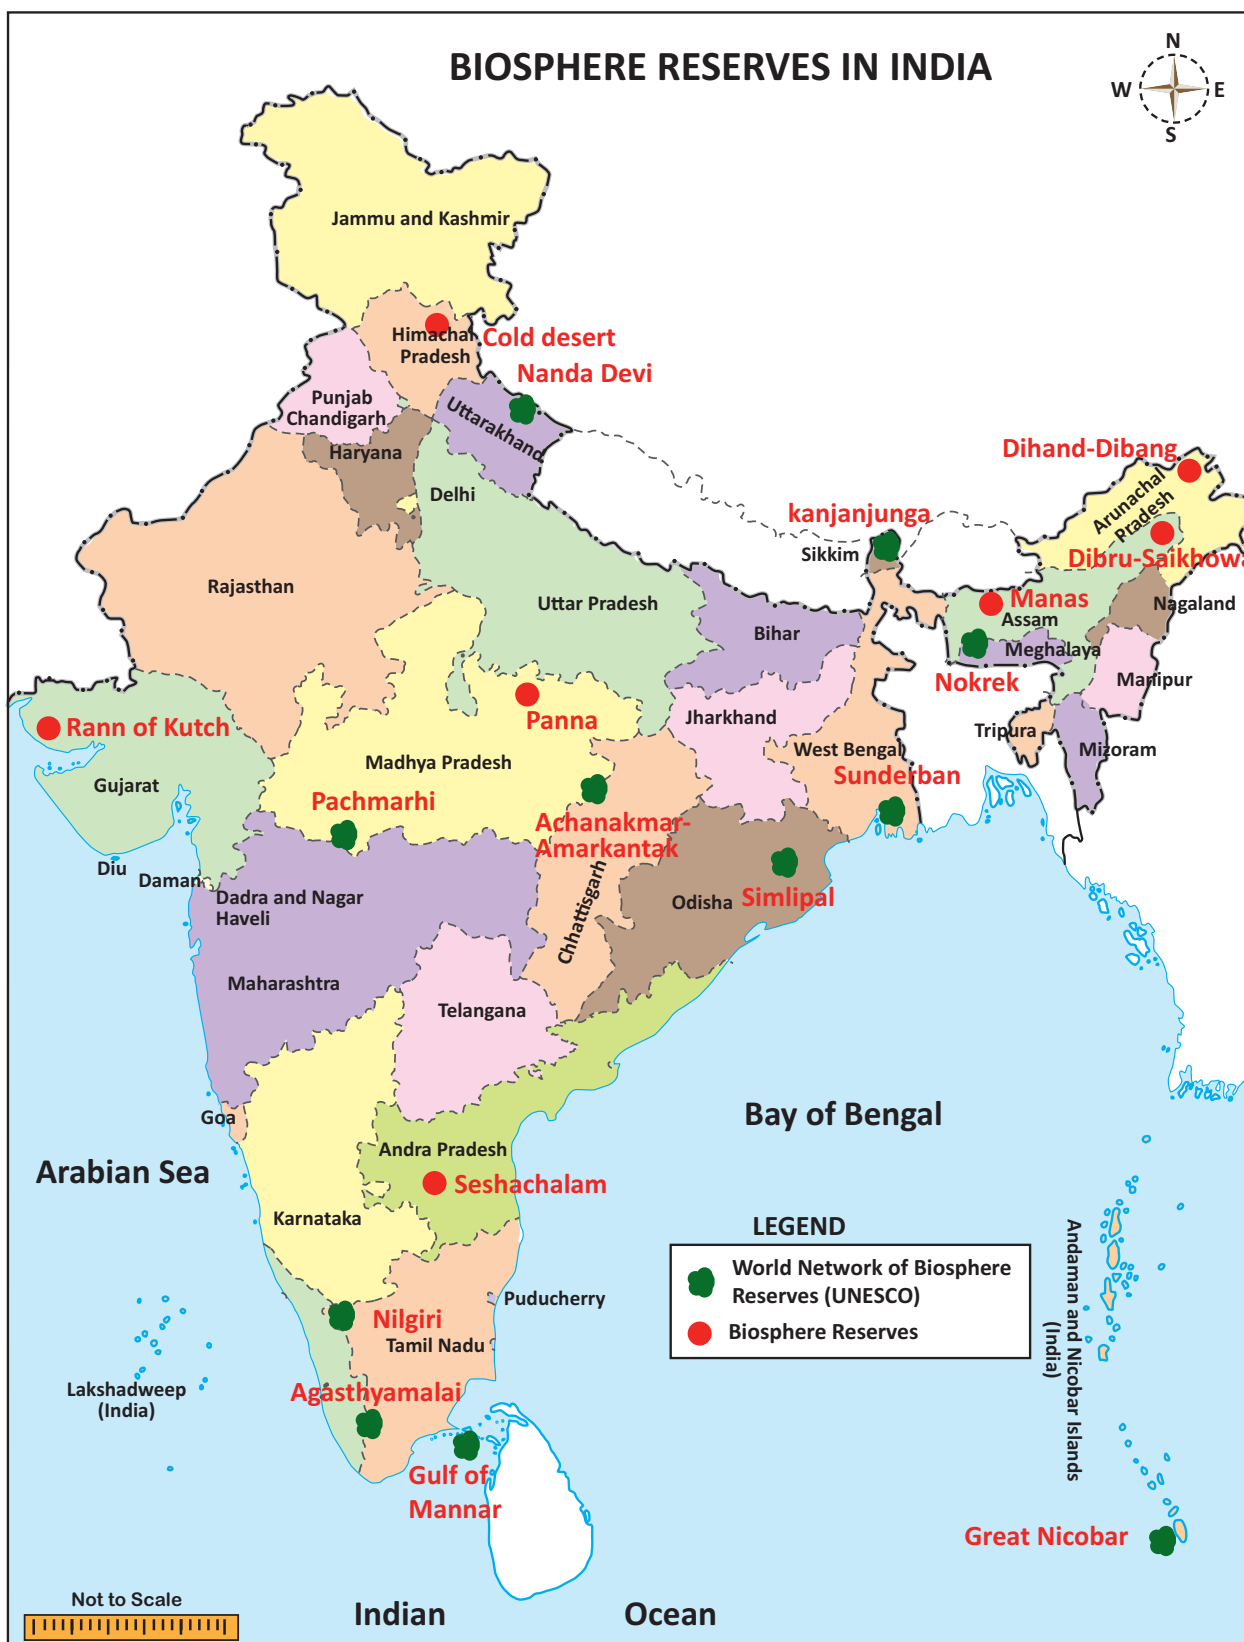 BIOSPHERE RESERVES IN INDIA
N
W
E
S
Jammu and Kashmir
Himachal
Pradesh
Cold desert
Nanda Devi
Punjab
Chandigarh
Uttarakhand
Haryana
Delhi
Dihand-Dibang
Arunachal
Pradesh
kanjanjunga
Sikkim
Dibru-Saikhowa
Rajasthan
Uttar Pradesh
Manas
Assam
Nagaland
Bihar
Meghalaya
Nokrek
Manipur
Rann of Kutch
Panna
Jharkhand
Tripura
Mizoram
West Bengal
Madhya Pradesh
Gujarat
Sunderban
Pachmarhi
Achanakmar-
Amarkantak
Diu
Daman
Dadra and Nagar
Haveli
Chhattisgarh
Odisha
Simlipal
Maharashtra
Telangana
Goa
Bay of Bengal
Andra Pradesh
Arabian Sea
Seshachalam
Karnataka
LEGEND
World Network of Biosphere
Reserves (UNESCO)
Biosphere Reserves
Andaman and Nicobar Islands
(India)
Puducherry
Nilgiri
Tamil Nadu
Lakshadweep
(India)
Agasthyamalai
Gulf of
Mannar
Great Nicobar
Not to Scale
Indian Ocean